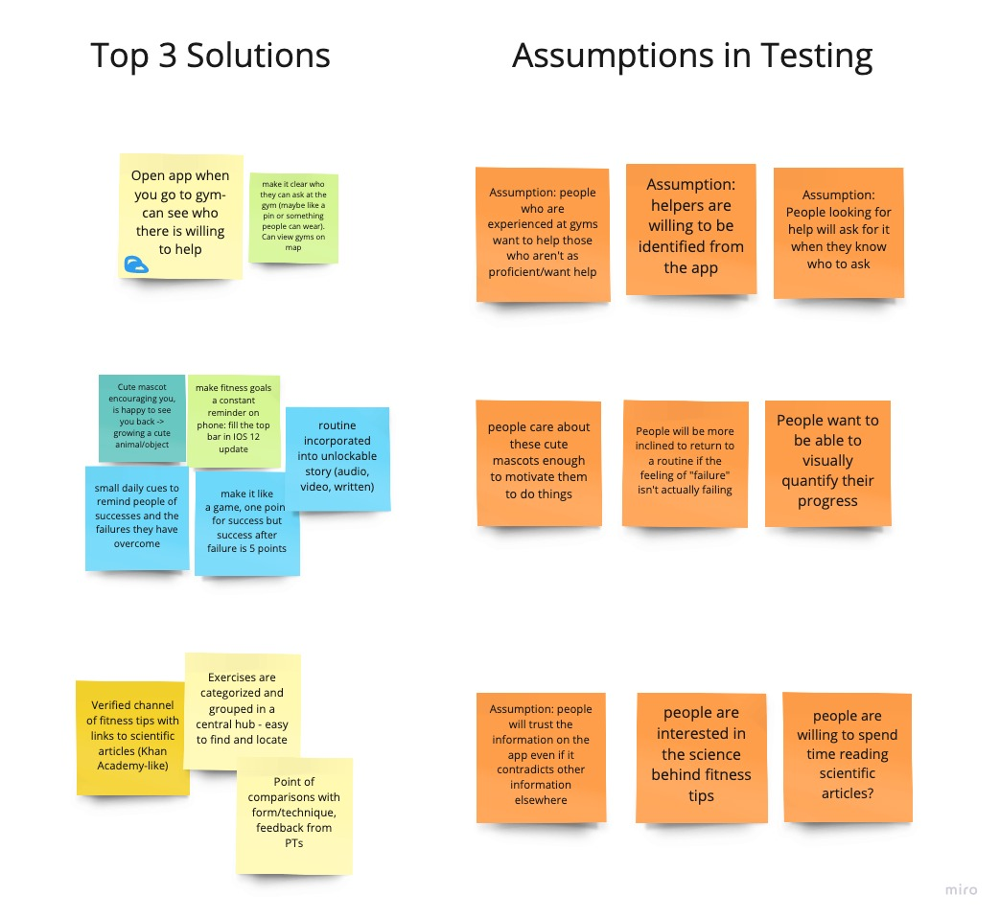 Top 3 Solutions
Assumptions in Testing
Open app when
you go to gym-
can see who
there is willing
to help
make it clear who
they can ask at the
gym (maybe like a
pin or something
people can wear).
Can view gyms on
map
Assumption: people
who are
experienced at gyms
want to help those
who aren't as
proficient/want help
Assumption:
helpers are
willing to be
identified from
the app
Assumption:
People looking for
help will ask for it
when they know
who to ask
Cute mascot
encouraging you,
is happy to see
you back ->
growing a cute
animal/object
make fitness goals
a constant
reminder on
phone: fill the top
bar in IOS 12
update
routine
incorporated
into unlockable
story (audio,
video, written)
small daily cues to
remind people of
successes and the
failures they have
overcome
make it like
a game, one poin
for success but
success after
failure is 5 points
people care about
these cute
mascots enough
to motivate them
to do things
People will be more
inclined to return to
a routine if the
feeling of "failure"
isn't actually failing
People want to
be able to
visually
quantify their
progress
Verified channel
of fitness tips with
links to scientific
articles (Khan
Academy-like)
Exercises are
categorized and
grouped in a
central hub - easy
to find and locate
Point of
comparisons with
form/technique,
feedback from
PTs
Assumption: people
will trust the
information on the
app even if it
contradicts other
information
elsewhere
people are
interested in
the science
behind fitness
tips
people are
willing to spend
time reading
scientific
articles?
miro